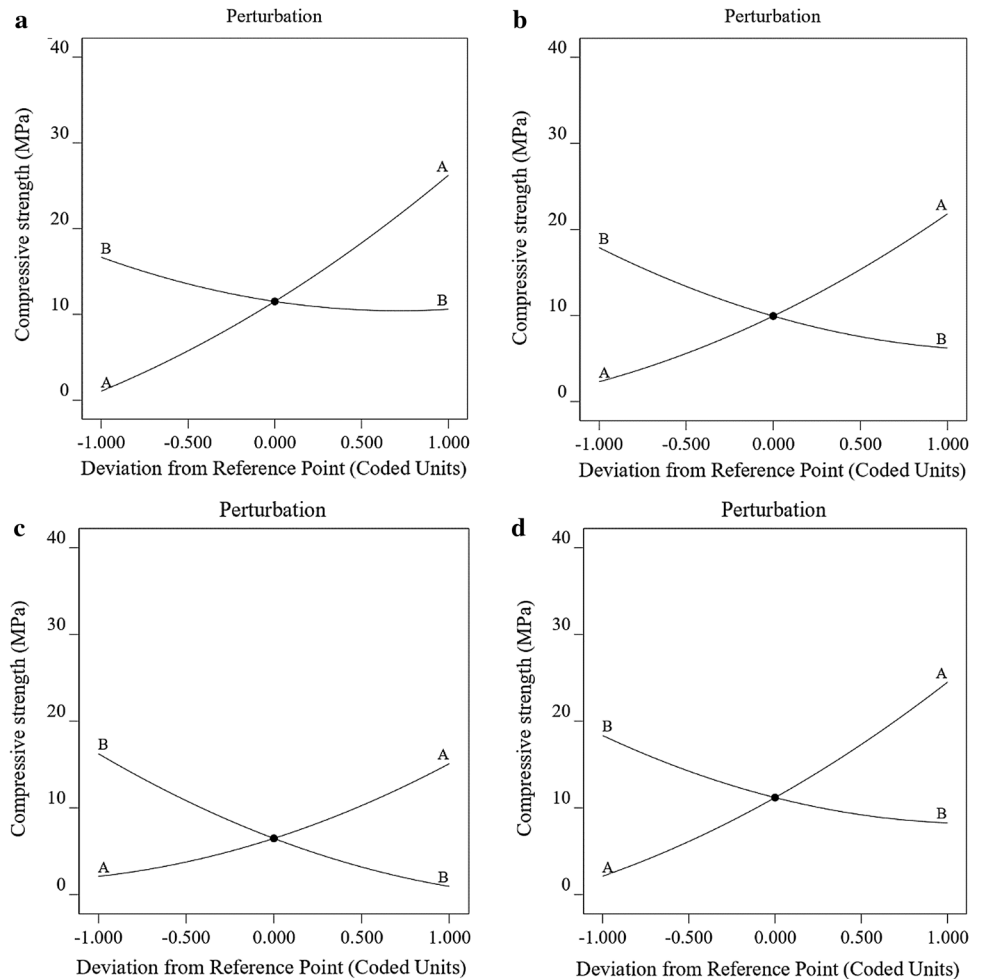 a
Perturbation
40
30
20
10
0
Compressive strength (MPa)
B
A
A
B
-1.000
-0.500
0.000
0.500
1.000
Deviation from Reference Point (Coded Units)
b
Perturbation
40
30
20
10
0
Compressive strength (MPa)
B
A
A
B
-1.000
-0.500
0.000
0.500
1.000
Deviation from Reference Point (Coded Units)
c
Perturbation
40
30
20
10
0
Compressive strength (MPa)
B
A
A
B
-1.000
-0.500
0.000
0.500
1.000
Deviation from Reference Point (Coded Units)
d
Perturbation
40
30
20
10
0
Compressive strength (MPa)
B
A
A
B
-1.000
-0.500
0.000
0.500
1.000
Deviation from Reference Point (Coded Units)